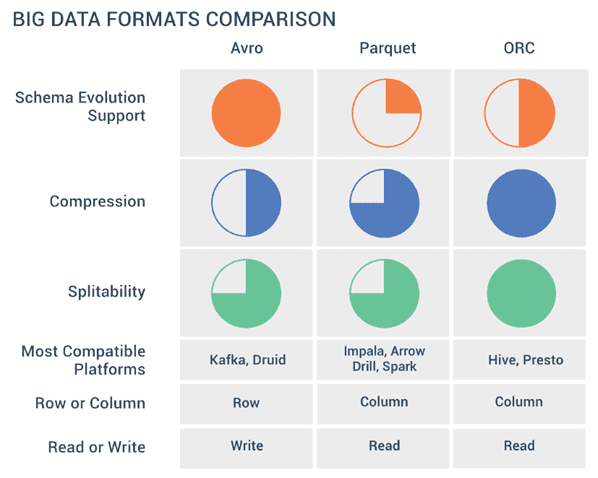 BIG DATA FORMATS COMPARISON
Avro Parquet ORC
Schema Evolution
Support
Compression
Splitability
Most Compatible
Platforms
Kafka, Druid
Impala, Arrow
Drill, Spark
Hive, Presto
Row or Column
Row
Column
Column
Read or Write
Write
Read
Read